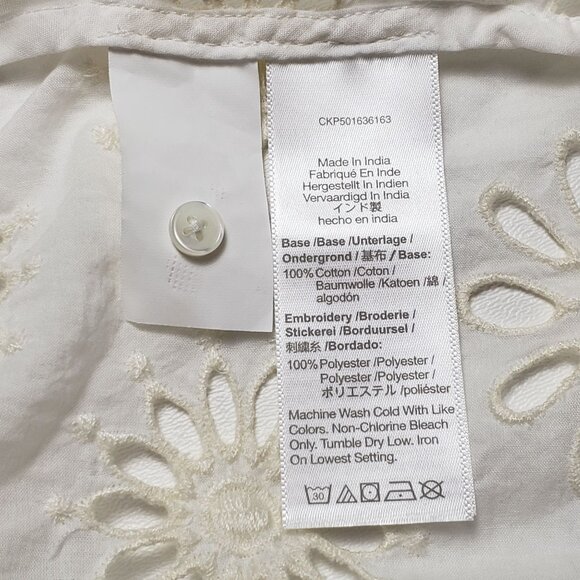 CKP501636163
Made In India
Fabriqué En Inde
Hergestellt In Indien
Vervaardigd In India
インド製
hecho en india
Base /Base /Unterlage /
Ondergrond /基布 / Base:
100% Cotton /Coton /
Baumwolle /Katoen /綿 /
algodón
Embroidery /Broderie /
Stickerei /Borduursel /
刺繍糸 /Bordado:
100% Polyester /Polyester /
Polyester /Polyester /
ポリエステル /poliéster
Machine Wash Cold With Like
Colors. Non-Chlorine Bleach
Only. Tumble Dry Low. Iron
On Lowest Setting.
30